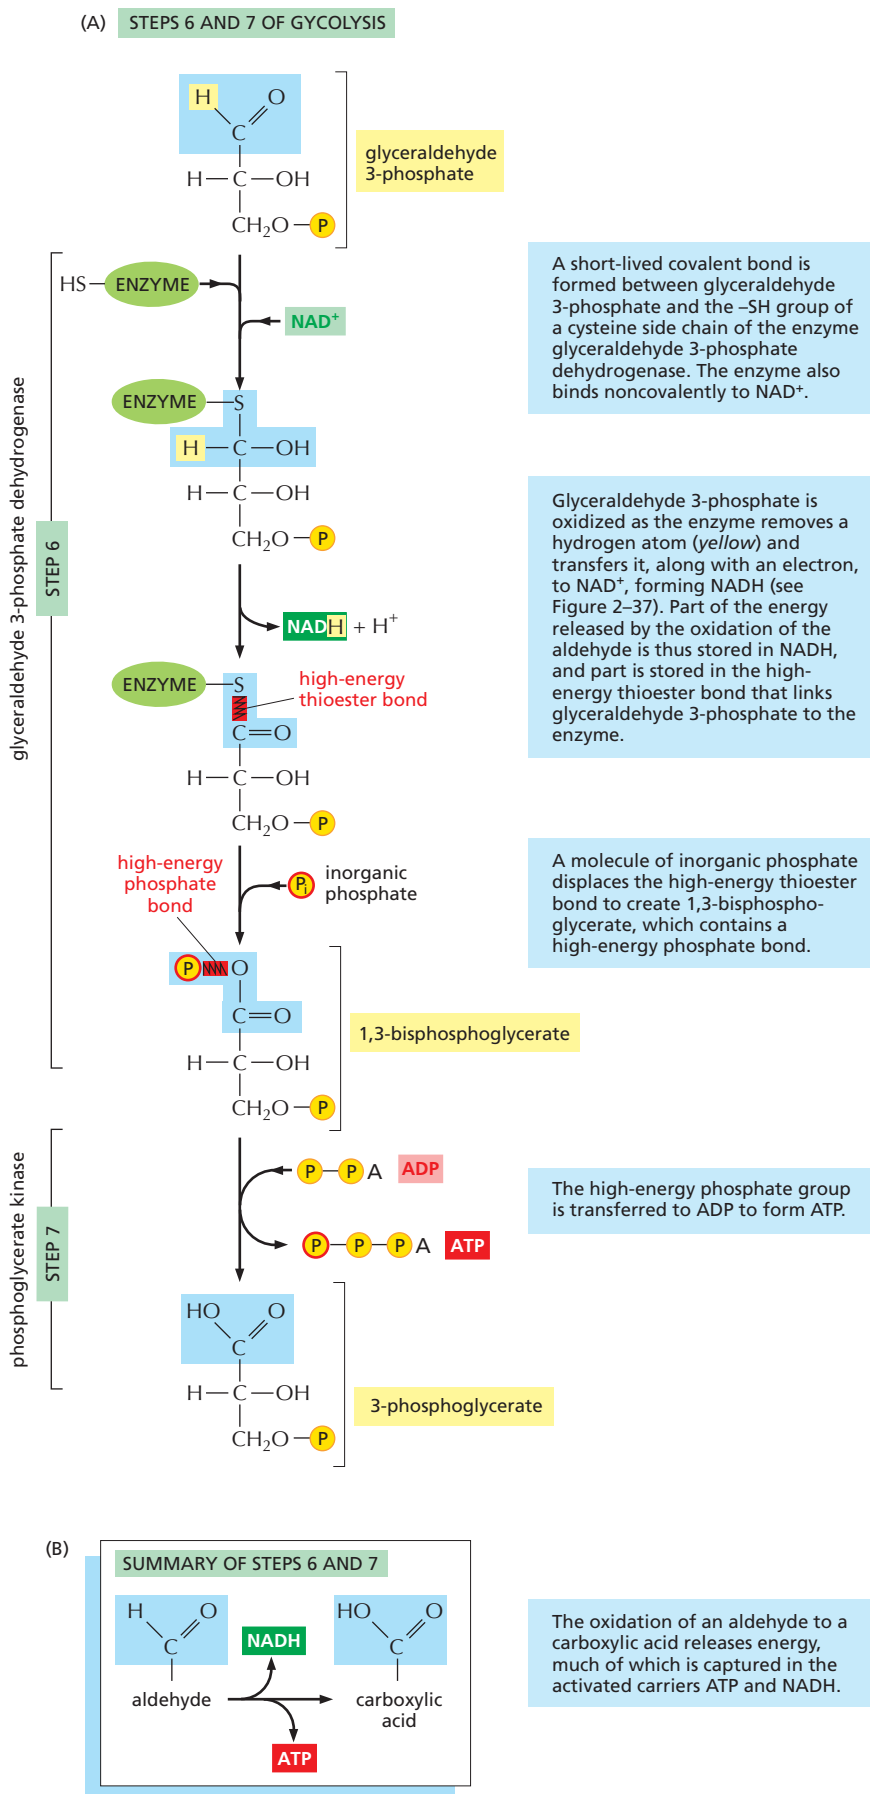 (A) STEPS 6 AND 7 OF GYCOLYSIS
H O
C
H—C—OH
CH₂O—P
glyceraldehyde
3-phosphate
HS—ENZYME
NAD⁺
A short-lived covalent bond is
formed between glyceraldehyde
3-phosphate and the –SH group of
a cysteine side chain of the enzyme
glyceraldehyde 3-phosphate
dehydrogenase. The enzyme also
binds noncovalently to NAD⁺.
glyceraldehyde 3-phosphate dehydrogenase
STEP 6
ENZYME—S
H—C—OH
H—C—OH
CH₂O—P
NADH + H⁺
Glyceraldehyde 3-phosphate is
oxidized as the enzyme removes a
hydrogen atom (yellow) and
transfers it, along with an electron,
to NAD⁺, forming NADH (see
Figure 2–37). Part of the energy
released by the oxidation of the
aldehyde is thus stored in NADH,
and part is stored in the high-
energy thioester bond that links
glyceraldehyde 3-phosphate to the
enzyme.
ENZYME—S
high-energy
thioester bond
C=O
H—C—OH
CH₂O—P
high-energy
phosphate
bond
Pi
inorganic
phosphate
A molecule of inorganic phosphate
displaces the high-energy thioester
bond to create 1,3-bisphospho-
glycerate, which contains a
high-energy phosphate bond.
P O
C=O
H—C—OH
CH₂O—P
1,3-bisphosphoglycerate
phosphoglycerate kinase
STEP 7
P—P A ADP
P—P—P A ATP
The high-energy phosphate group
is transferred to ADP to form ATP.
HO O
C
H—C—OH
CH₂O—P
3-phosphoglycerate
(B)
SUMMARY OF STEPS 6 AND 7
H O
C
NADH
HO O
C
aldehyde
carboxylic
acid
ATP
The oxidation of an aldehyde to a
carboxylic acid releases energy,
much of which is captured in the
activated carriers ATP and NADH.